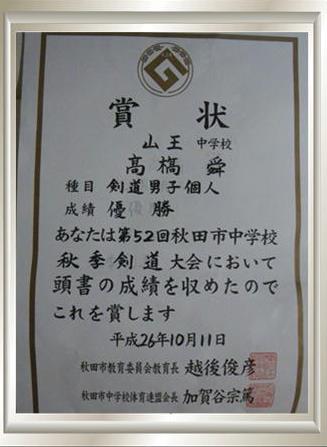 賞状
山王 中学校
髙橋 舜
種目 剣道男子個人
成績 優勝
あなたは第52回秋田市中学校
秋季剣道大会において
頭書の成績を収めたので
これを賞します
平成26年10月11日
秋田市教育委員会教育長 越後俊彦
秋田市中学校体育連盟会長 加賀谷宗篤